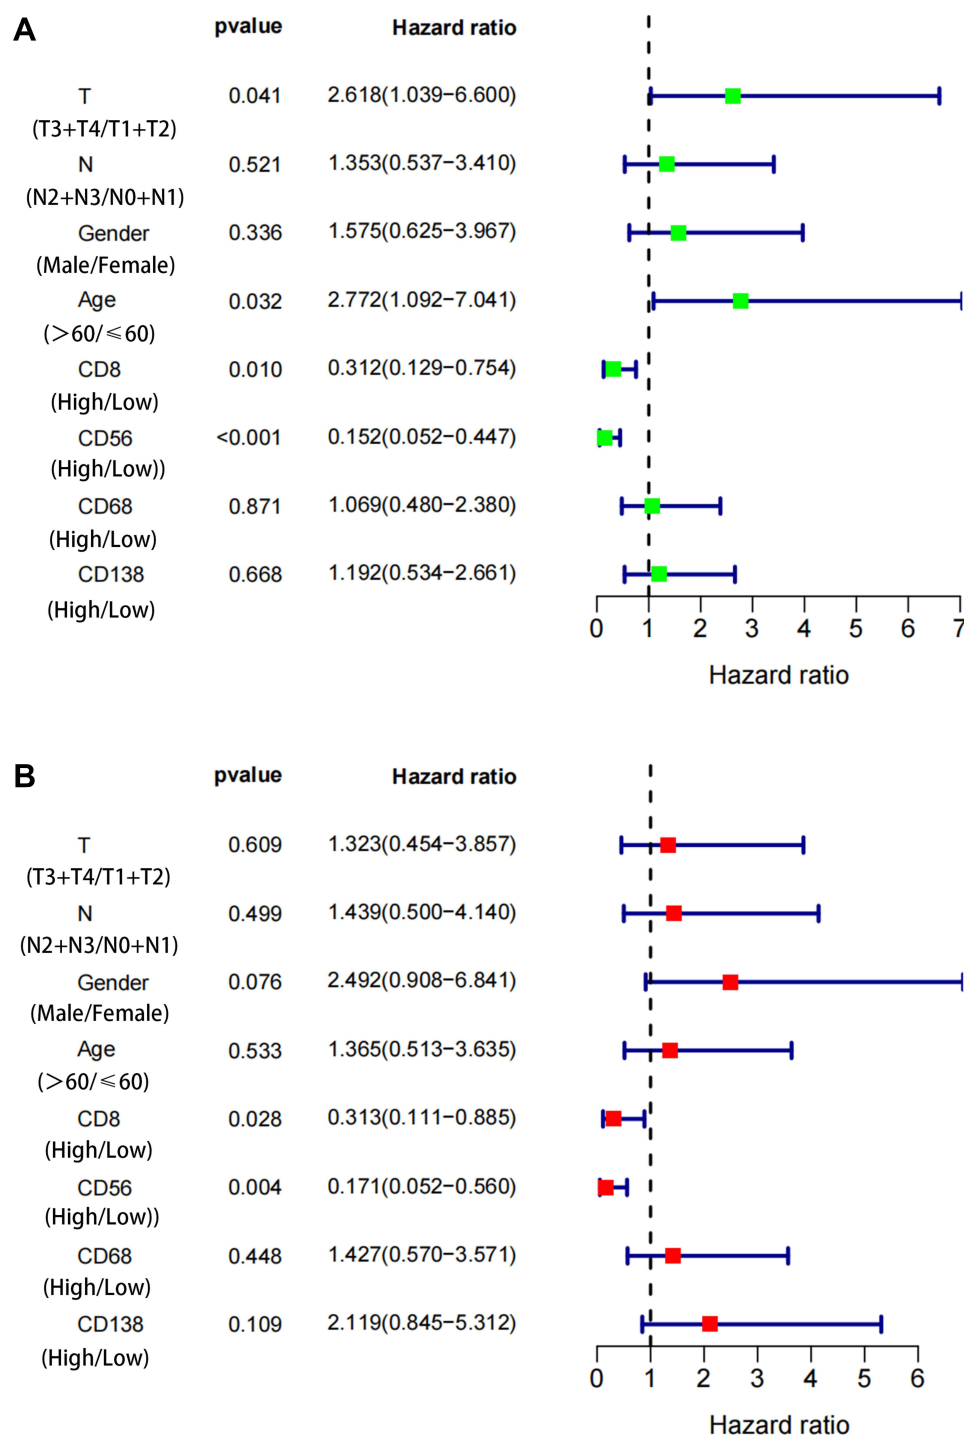 A
pvalue Hazard ratio
T 0.041 2.618(1.039−6.600)
(T3+T4/T1+T2)
N 0.521 1.353(0.537−3.410)
(N2+N3/N0+N1)
Gender 0.336 1.575(0.625−3.967)
(Male/Female)
Age 0.032 2.772(1.092−7.041)
(>60/≤60)
CD8 0.010 0.312(0.129−0.754)
(High/Low)
CD56 <0.001 0.152(0.052−0.447)
(High/Low))
CD68 0.871 1.069(0.480−2.380)
(High/Low)
CD138 0.668 1.192(0.534−2.661)
(High/Low)
0 1 2 3 4 5 6 7
Hazard ratio
B
pvalue Hazard ratio
T 0.609 1.323(0.454−3.857)
(T3+T4/T1+T2)
N 0.499 1.439(0.500−4.140)
(N2+N3/N0+N1)
Gender 0.076 2.492(0.908−6.841)
(Male/Female)
Age 0.533 1.365(0.513−3.635)
(>60/≤60)
CD8 0.028 0.313(0.111−0.885)
(High/Low)
CD56 0.004 0.171(0.052−0.560)
(High/Low))
CD68 0.448 1.427(0.570−3.571)
(High/Low)
CD138 0.109 2.119(0.845−5.312)
(High/Low)
0 1 2 3 4 5 6
Hazard ratio